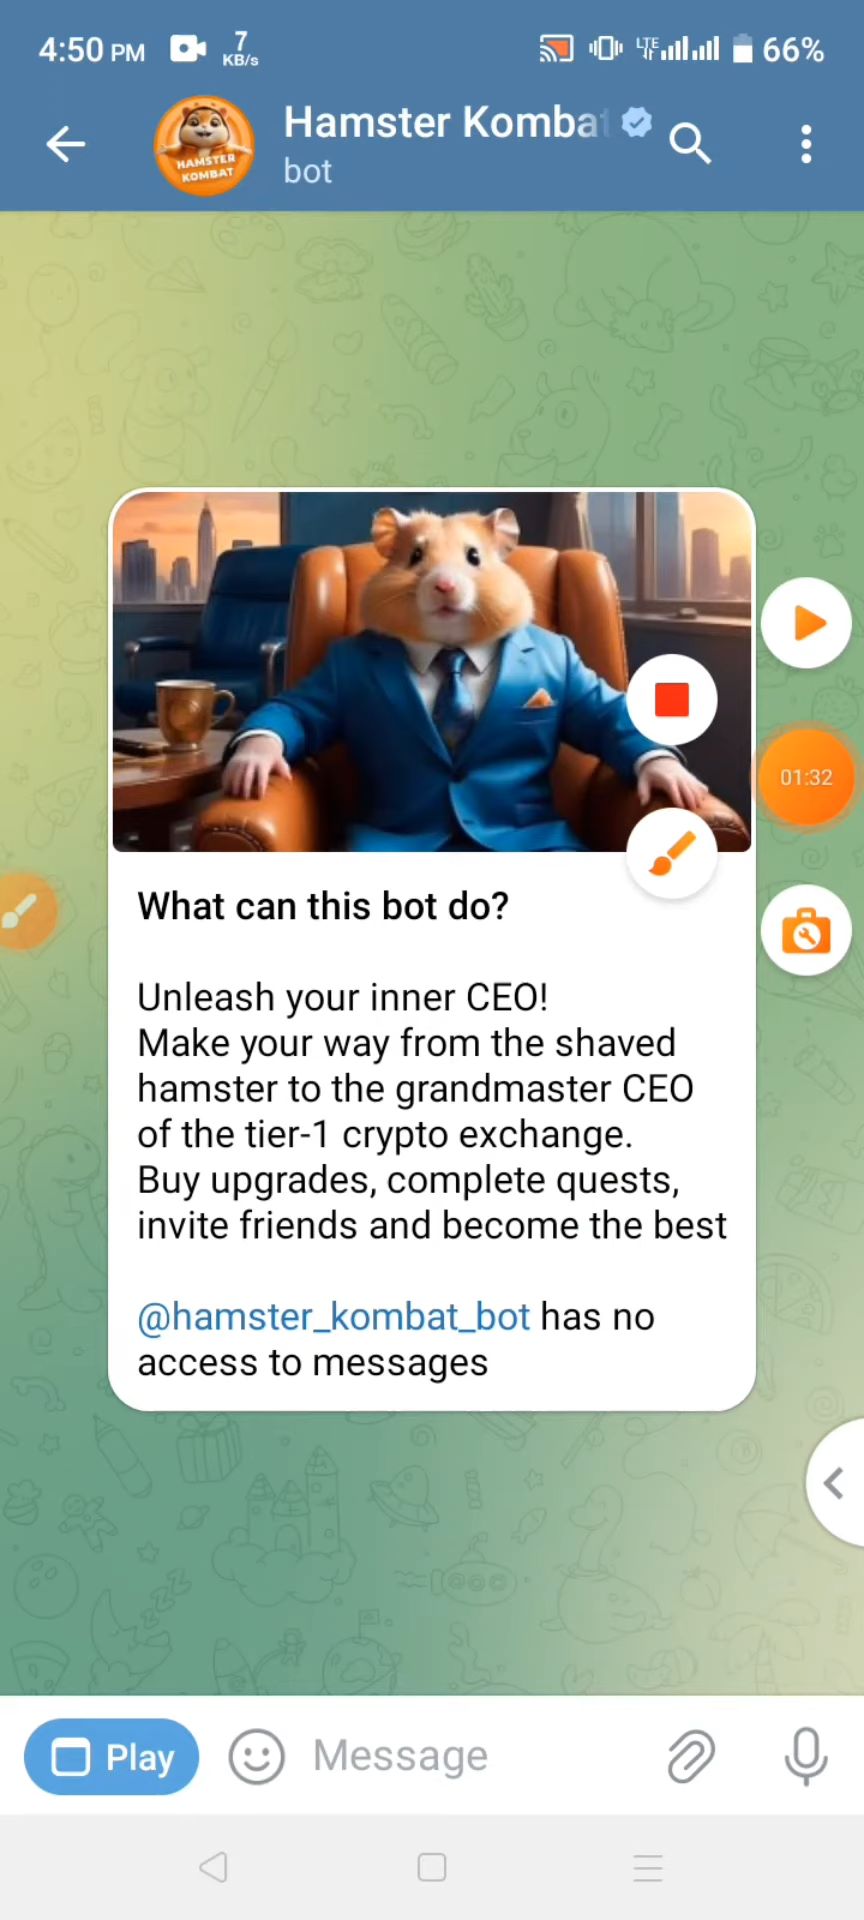 4:50 PM 7 KB/s LTE 66%
Hamster Kombat
bot
HAMSTER
KOMBAT
01:32
What can this bot do?
Unleash your inner CEO!
Make your way from the shaved
hamster to the grandmaster CEO
of the tier-1 crypto exchange.
Buy upgrades, complete quests,
invite friends and become the best
@hamster_kombat_bot has no
access to messages
Play Message